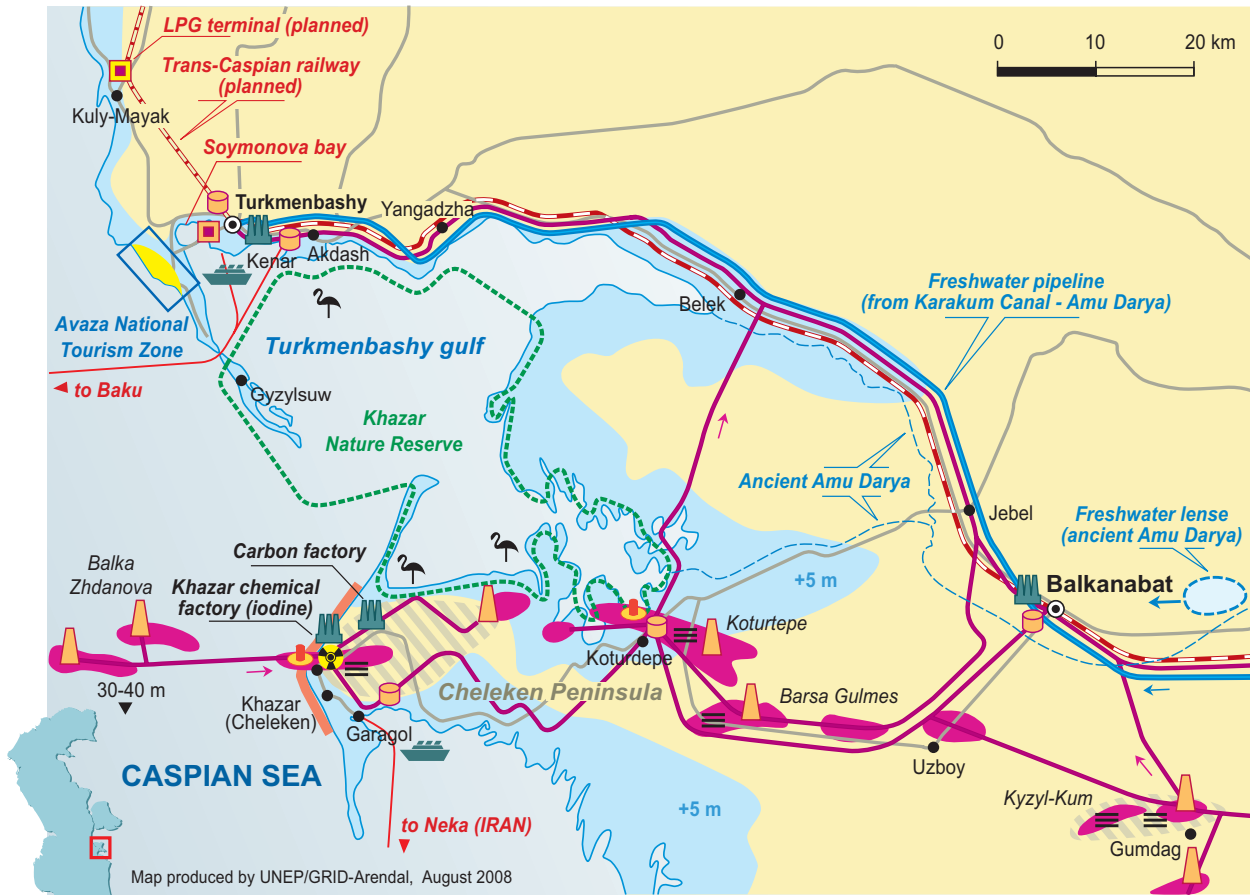 LPG terminal (planned)
Trans-Caspian railway
(planned)
0 10 20 km
Kuly-Mayak
Soymonova bay
Turkmenbashy
Yangadzha
Kenar
Akdash
Belek
Freshwater pipeline
(from Karakum Canal - Amu Darya)
Avaza National
Tourism Zone
Turkmenbashy gulf
to Baku
Gyzylsuw
Khazar
Nature Reserve
Ancient Amu Darya
Jebel
Freshwater lense
(ancient Amu Darya)
Balka
Zhdanova
Carbon factory
Khazar chemical
factory (iodine)
+5 m
Balkanabat
Koturtepe
Koturdepe
30-40 m
Cheleken Peninsula
Barsa Gulmes
Khazar
(Cheleken)
Garagol
Uzboy
CASPIAN SEA
+5 m
Kyzyl-Kum
to Neka (IRAN)
Gumdag
Map produced by UNEP/GRID-Arendal, August 2008